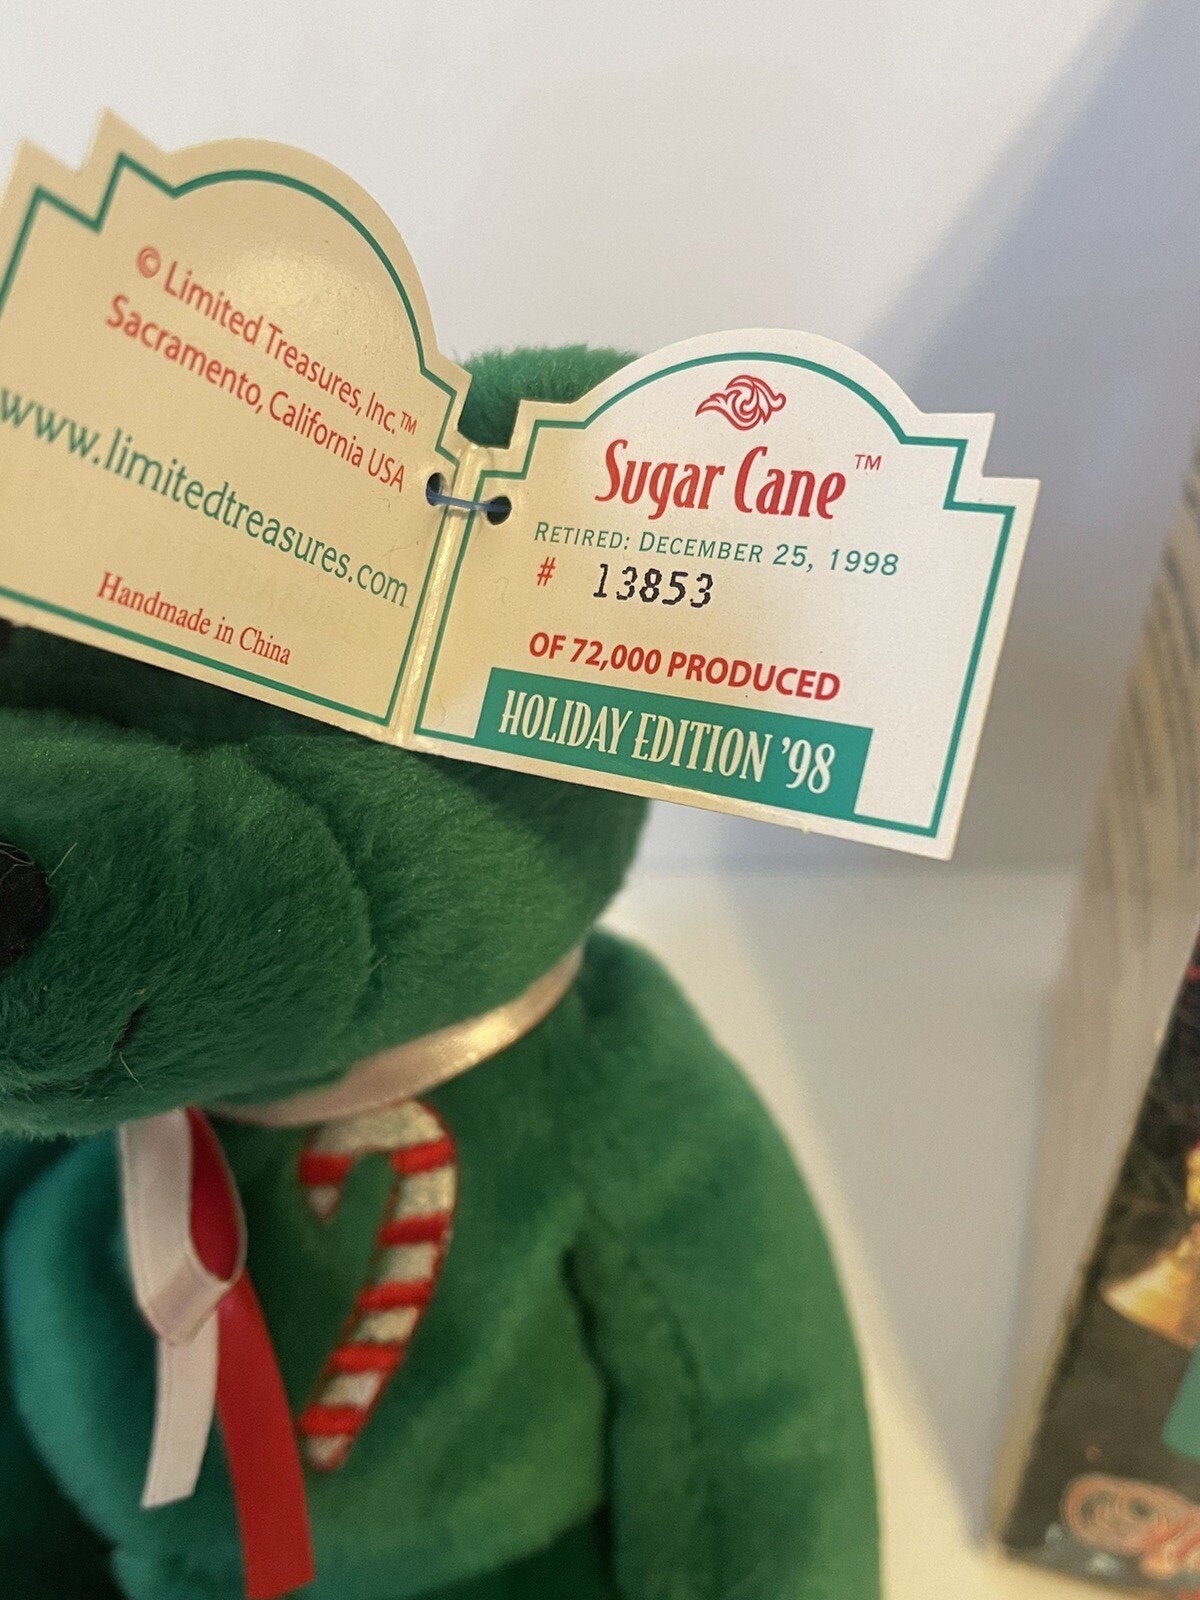 © Limited Treasures, Inc.™
Sacramento, California USA
www.limitedtreasures.com
Handmade in China
Sugar Cane™
RETIRED: DECEMBER 25, 1998
# 13853
OF 72,000 PRODUCED
HOLIDAY EDITION '98